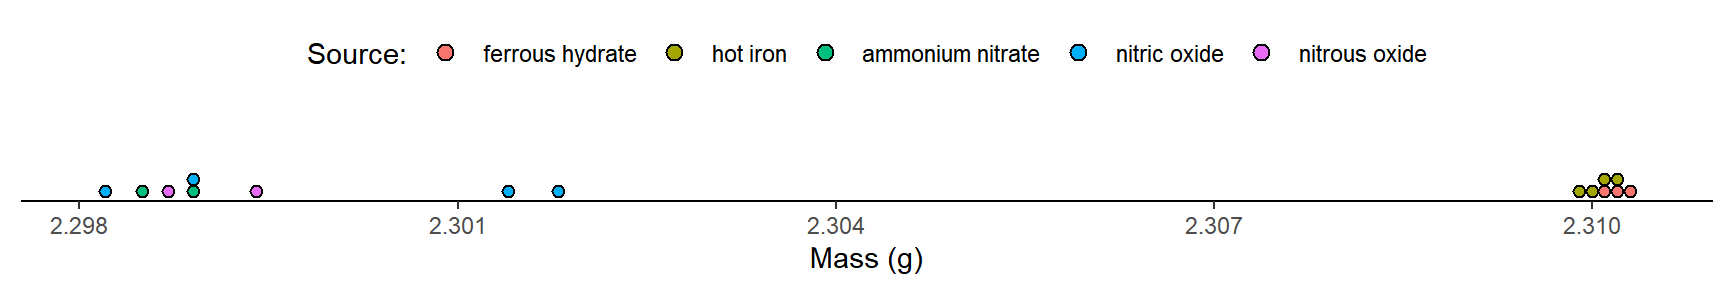 Source: ferrous hydrate hot iron ammonium nitrate nitric oxide nitrous oxide
2.298 2.301 2.304 2.307 2.310
Mass (g)